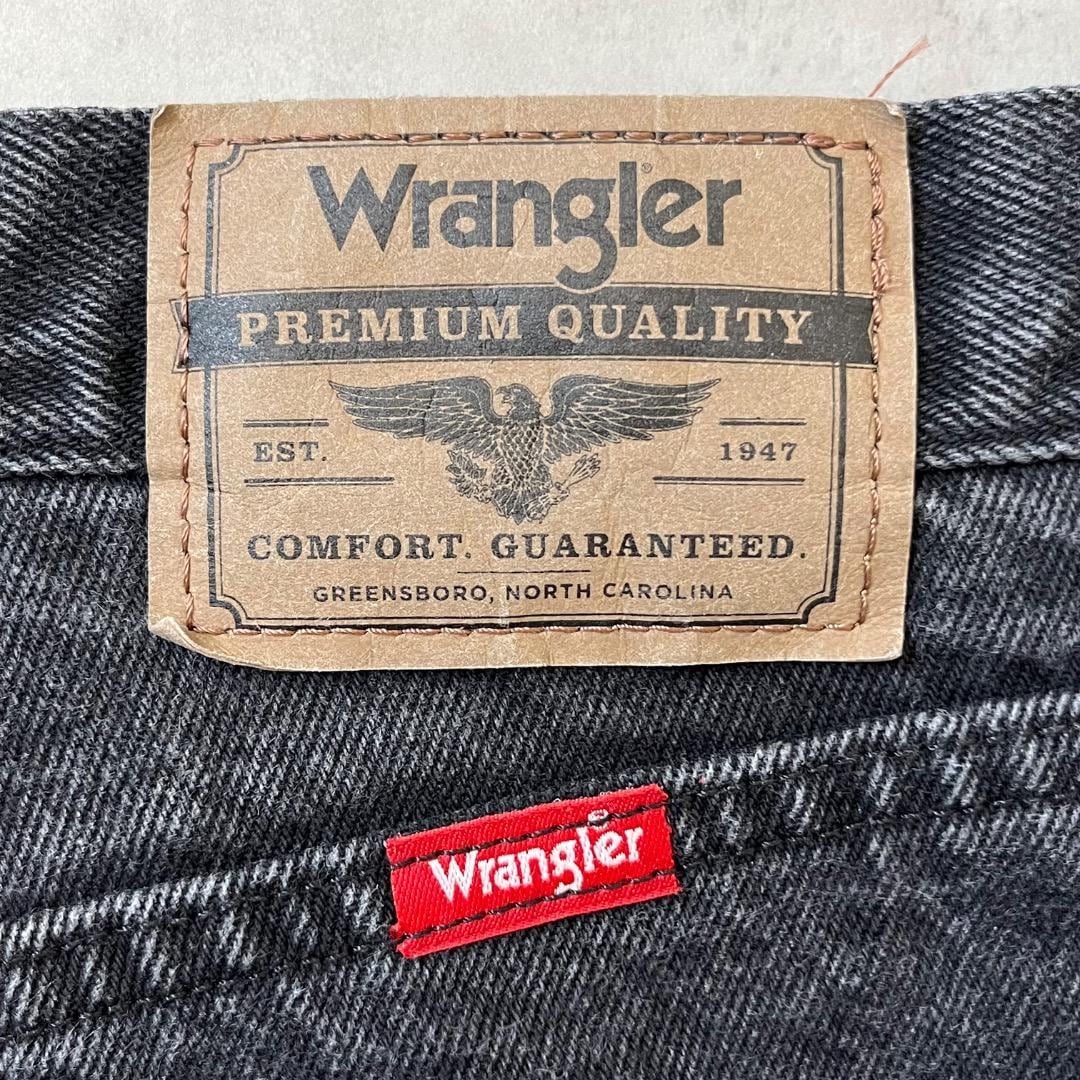 Wrangler®
PREMIUM QUALITY
EST. 1947
COMFORT. GUARANTEED.
GREENSBORO, NORTH CAROLINA
Wrangler®